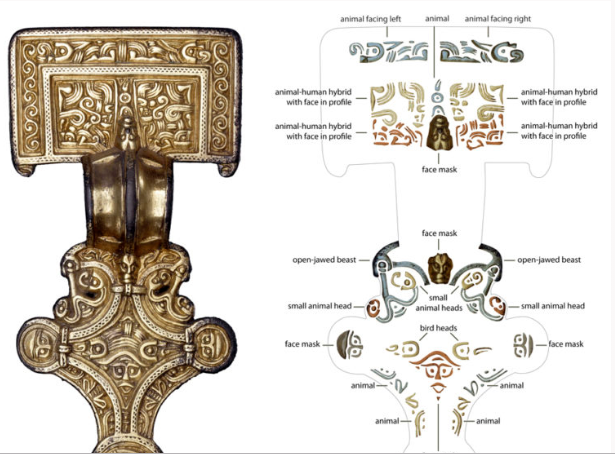 animal facing left
animal
animal facing right
animal-human hybrid
with face in profile
animal-human hybrid
with face in profile
animal-human hybrid
with face in profile
animal-human hybrid
with face in profile
face mask
face mask
open-jawed beast
open-jawed beast
small
animal heads
small animal head
small animal head
bird heads
face mask
face mask
animal
animal
animal
animal